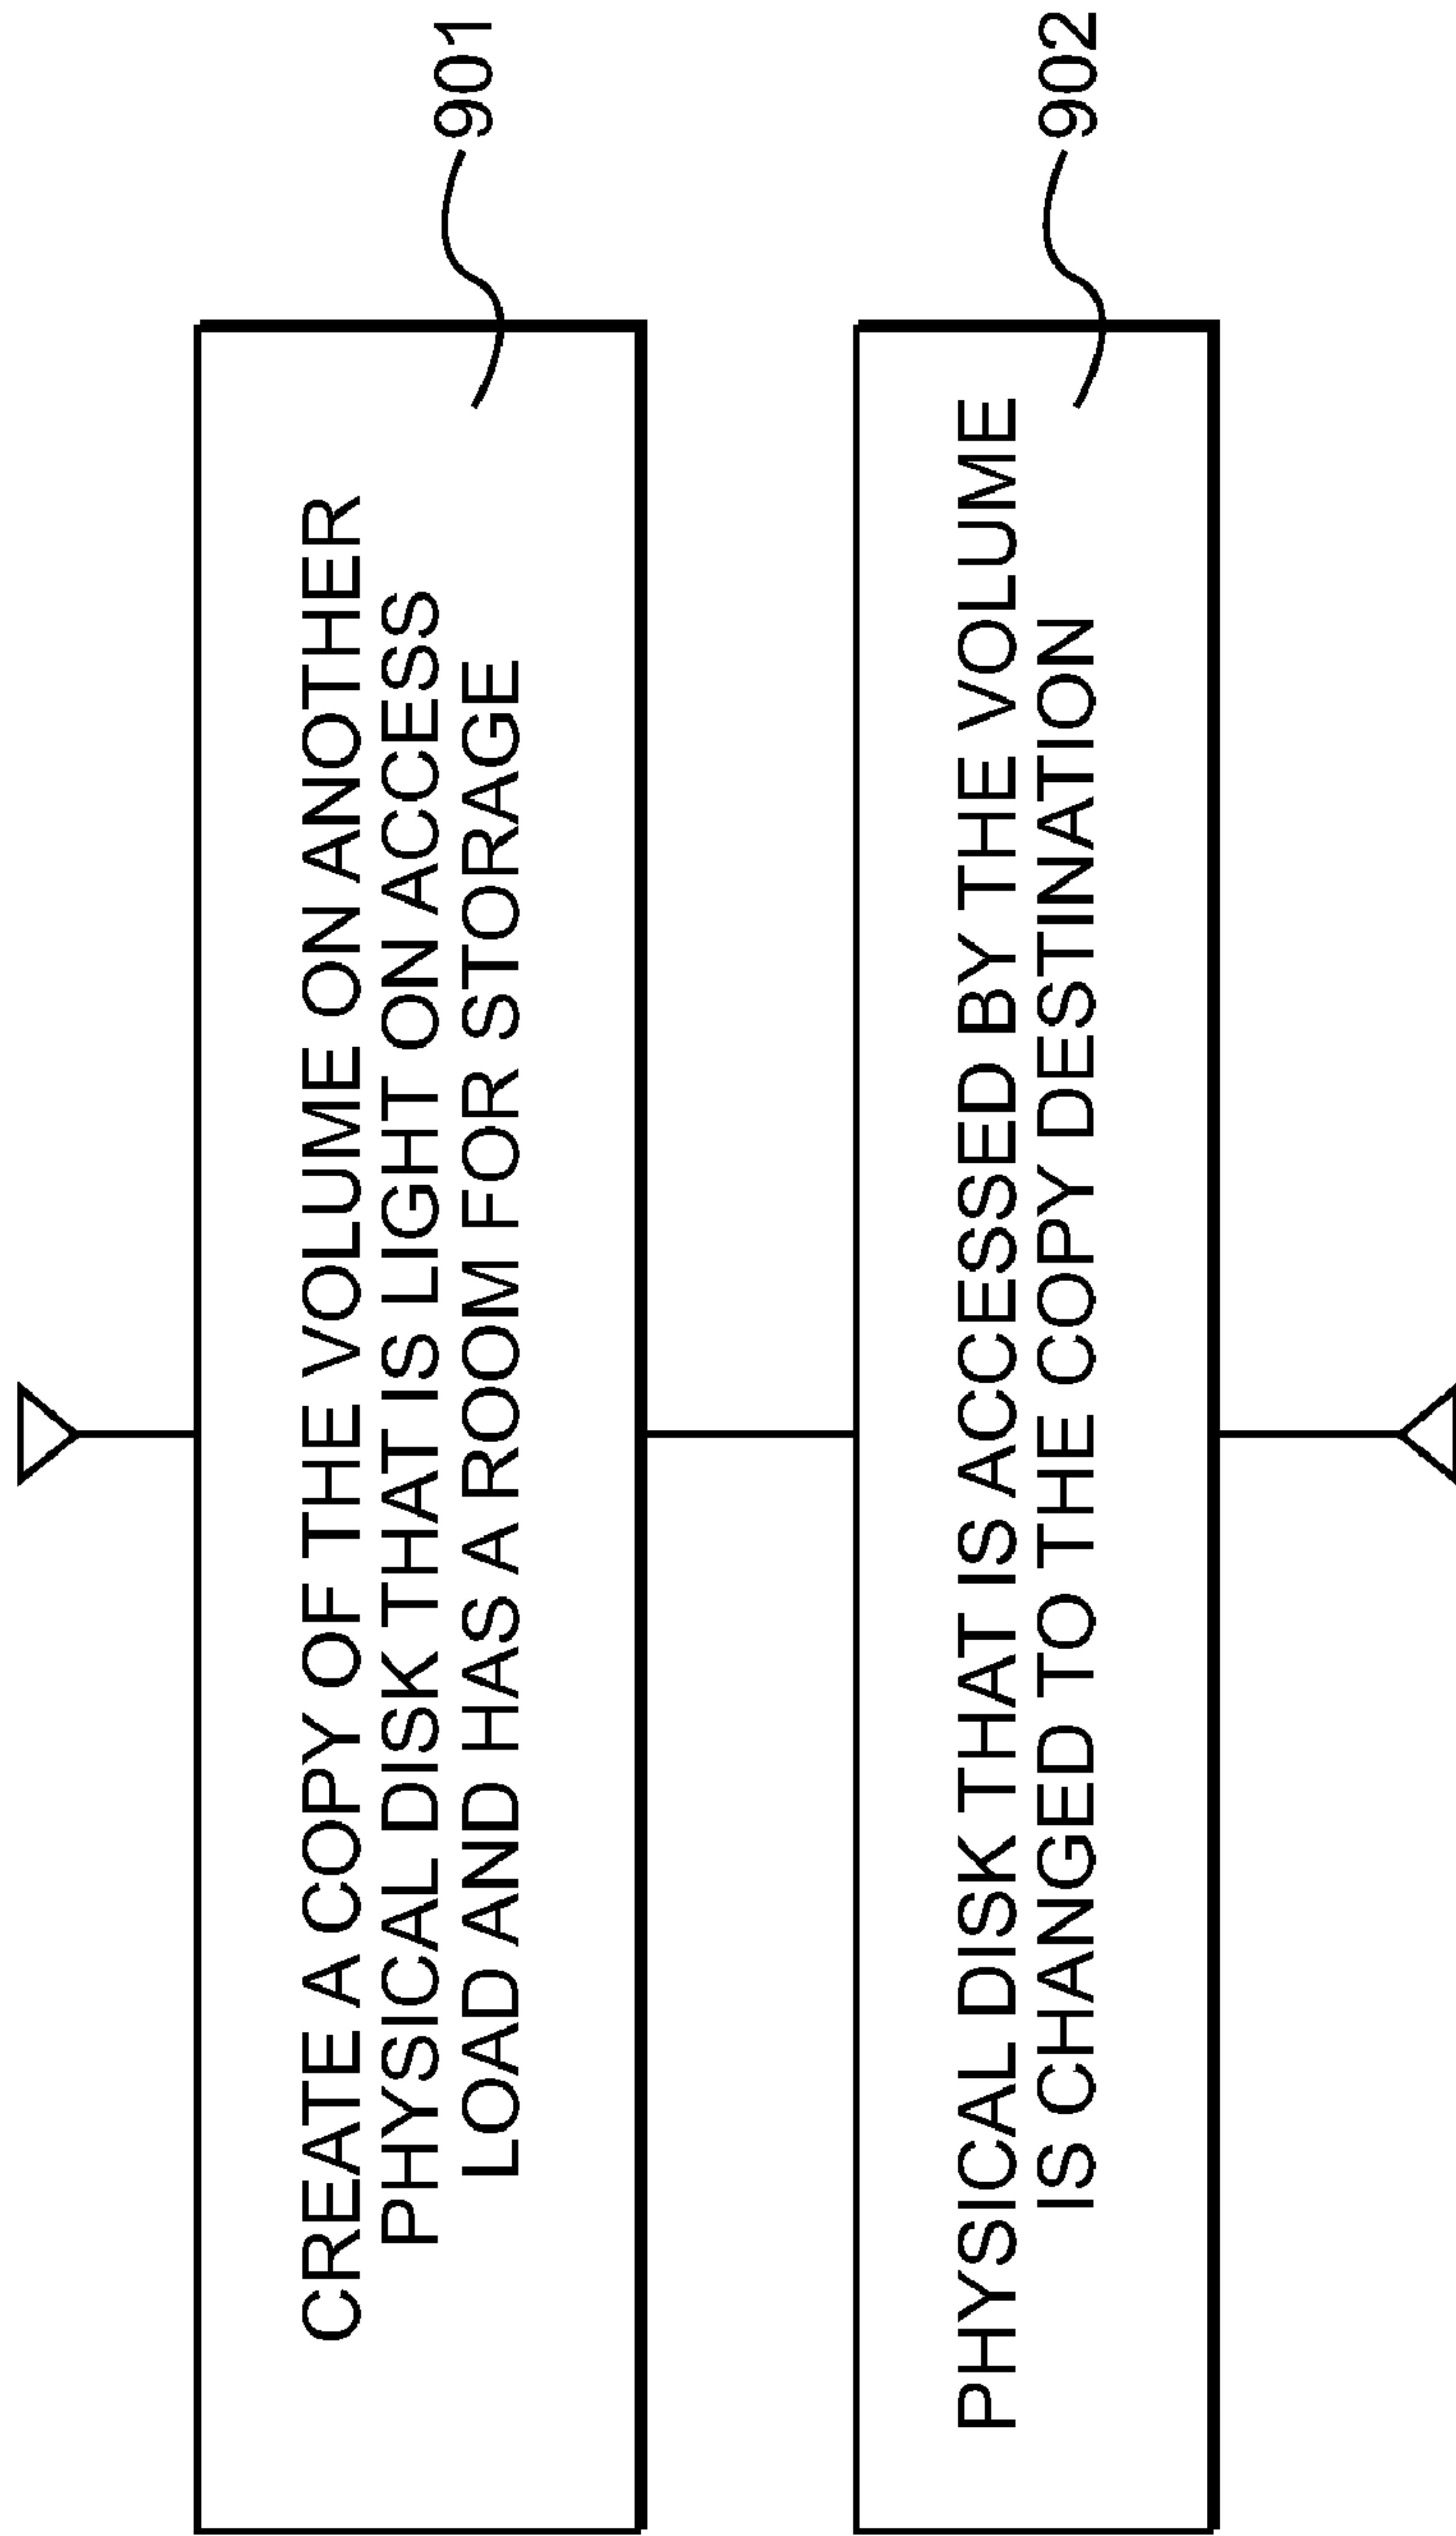 CREATE A COPY OF THE VOLUME ON ANOTHER
PHYSICAL DISK THAT IS LIGHT ON ACCESS
LOAD AND HAS A ROOM FOR STORAGE
901
PHYSICAL DISK THAT IS ACCESSED BY THE VOLUME
IS CHANGED TO THE COPY DESTINATION
902